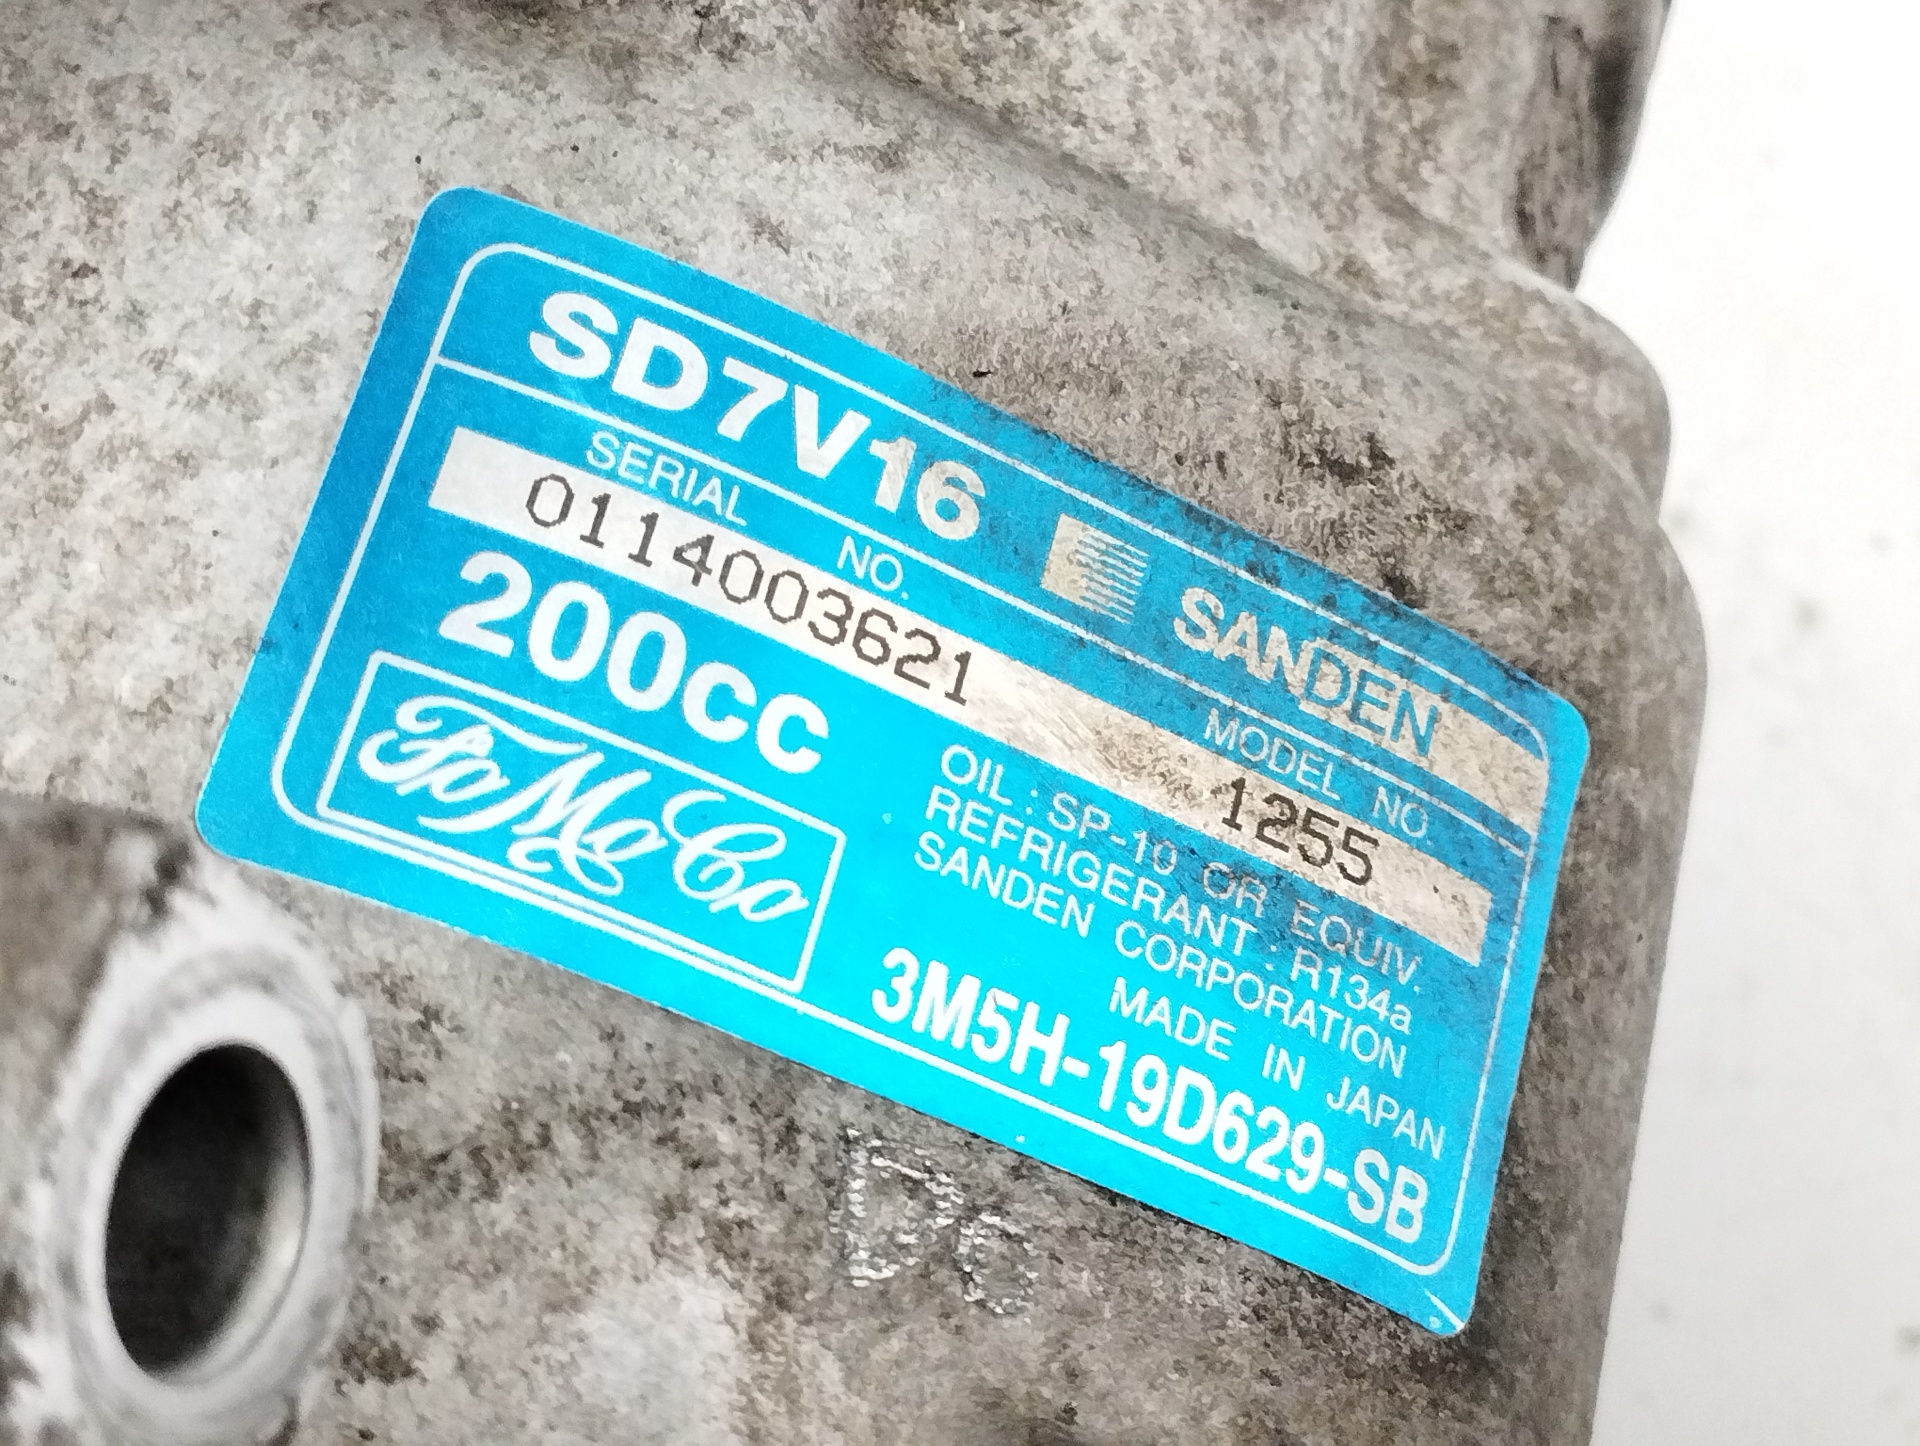 SD7V16 SANDEN
SERIAL NO. MODEL NO.
0114003621 1255
200cc
FoMoCo
OIL : SP-10 OR EQUIV.
REFRIGERANT : R134a
SANDEN CORPORATION
MADE IN JAPAN
3M5H-19D629-SB